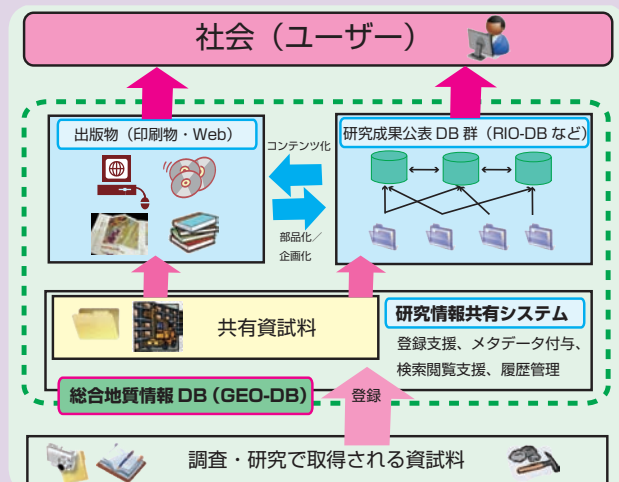 社会（ユーザー）
出版物（印刷物・Web）
コンテンツ化
研究成果公表 DB 群（RIO-DB など）
部品化／
企画化
共有資試料
研究情報共有システム
登録支援、メタデータ付与、
検索閲覧支援、履歴管理
総合地質情報 DB (GEO-DB)
登録
調査・研究で取得される資試料